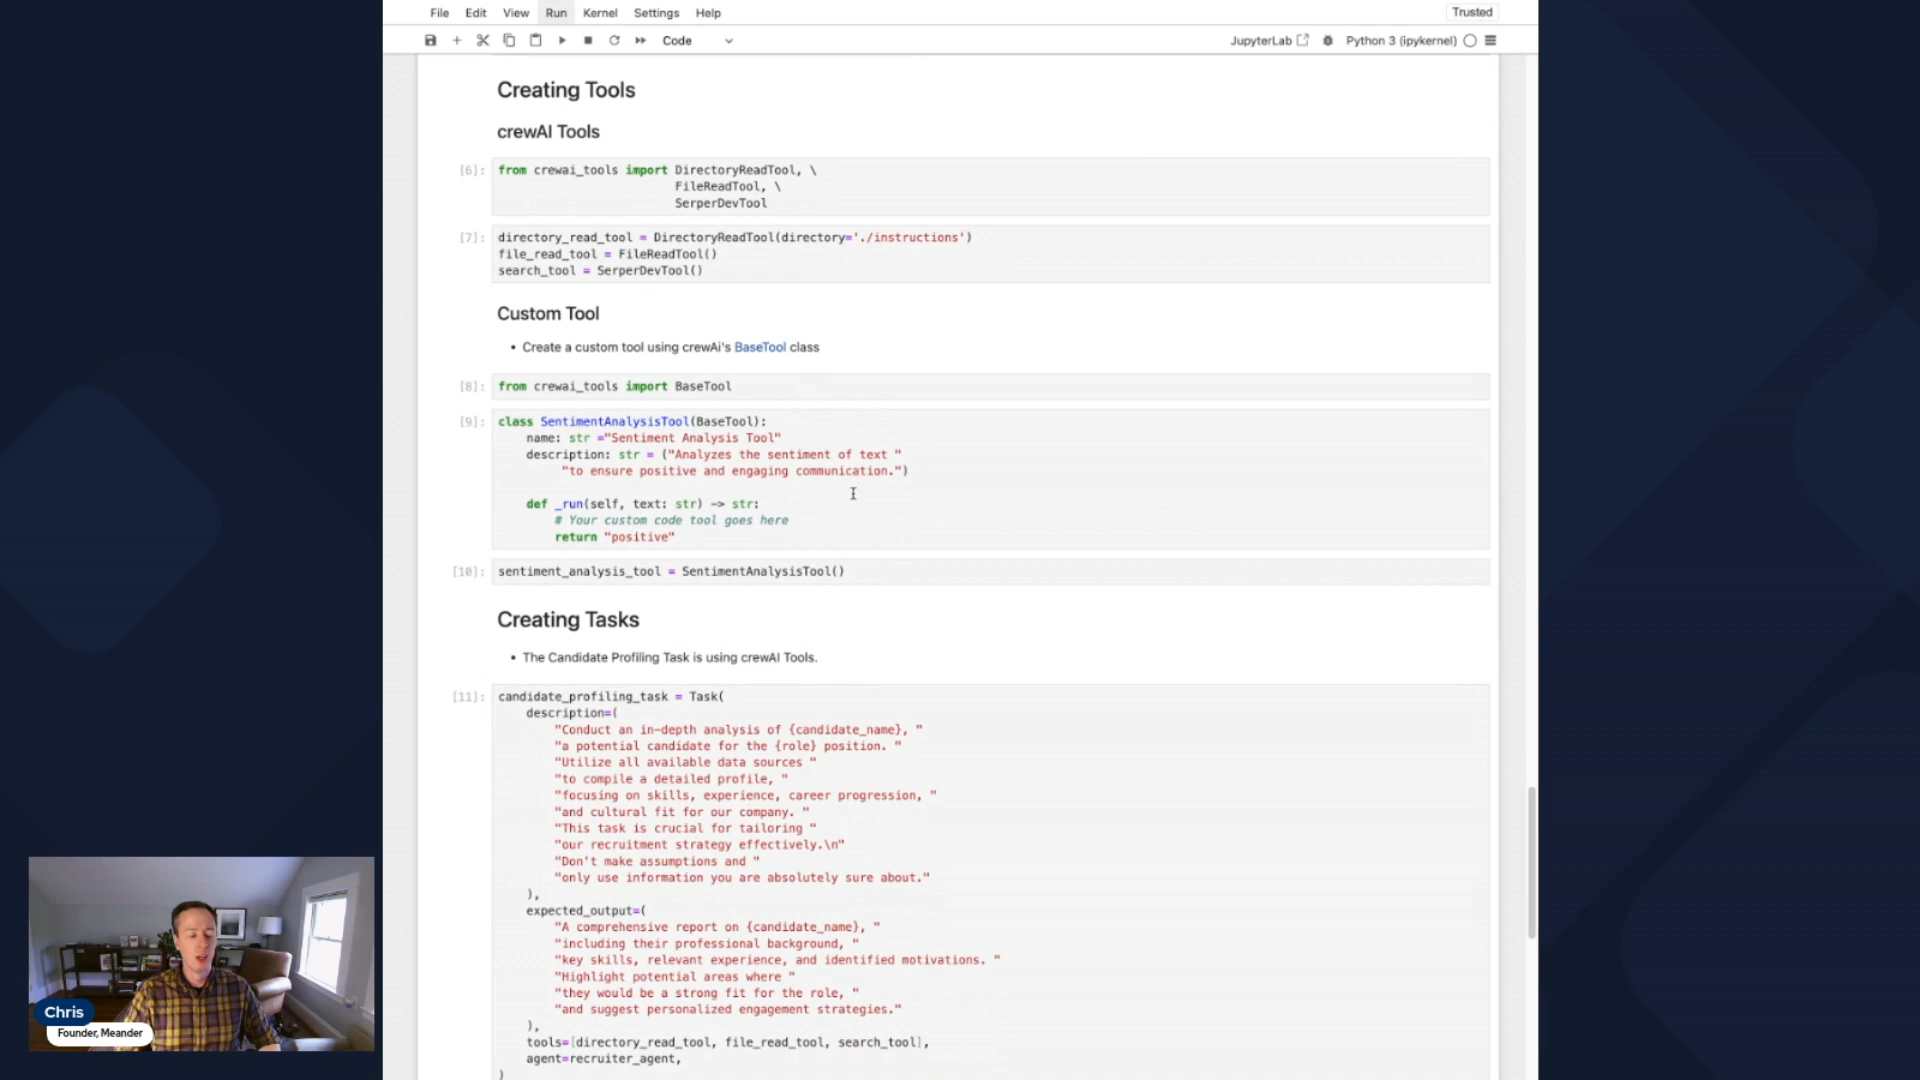 File Edit View Run Kernel Settings Help
Trusted
Code
JupyterLab
Python 3 (ipykernel)
Creating Tools
crewAI Tools
[6]:
from crewai_tools import DirectoryReadTool, \
FileReadTool, \
SerperDevTool
[7]:
directory_read_tool = DirectoryReadTool(directory='./instructions')
file_read_tool = FileReadTool()
search_tool = SerperDevTool()
Custom Tool
• Create a custom tool using crewAi's BaseTool class
[8]:
from crewai_tools import BaseTool
[9]:
class SentimentAnalysisTool(BaseTool):
name: str ="Sentiment Analysis Tool"
description: str = ("Analyzes the sentiment of text "
"to ensure positive and engaging communication.")
def _run(self, text: str) -> str:
# Your custom code tool goes here
return "positive"
[10]:
sentiment_analysis_tool = SentimentAnalysisTool()
Creating Tasks
• The Candidate Profiling Task is using crewAI Tools.
[11]:
candidate_profiling_task = Task(
description=(
"Conduct an in-depth analysis of {candidate_name}, "
"a potential candidate for the {role} position. "
"Utilize all available data sources "
"to compile a detailed profile, "
"focusing on skills, experience, career progression, "
"and cultural fit for our company. "
"This task is crucial for tailoring "
"our recruitment strategy effectively.\n"
"Don't make assumptions and "
"only use information you are absolutely sure about."
),
expected_output=(
"A comprehensive report on {candidate_name}, "
"including their professional background, "
"key skills, relevant experience, and identified motivations. "
"Highlight potential areas where "
"they would be a strong fit for the role, "
"and suggest personalized engagement strategies."
),
tools=[directory_read_tool, file_read_tool, search_tool],
agent=recruiter_agent,
)
Chris
Founder, Meander